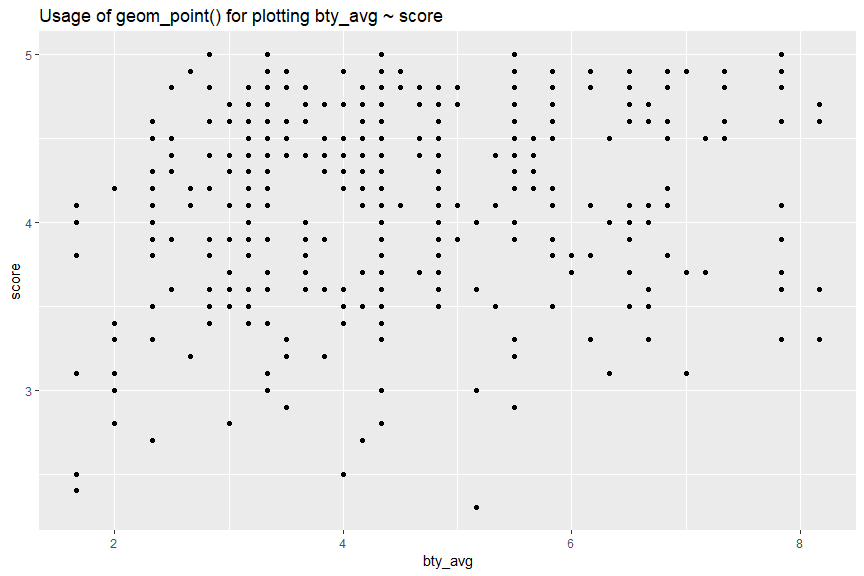 Usage of geom_point() for plotting bty_avg ~ score
5
4
3
score
2 4 6 8
bty_avg